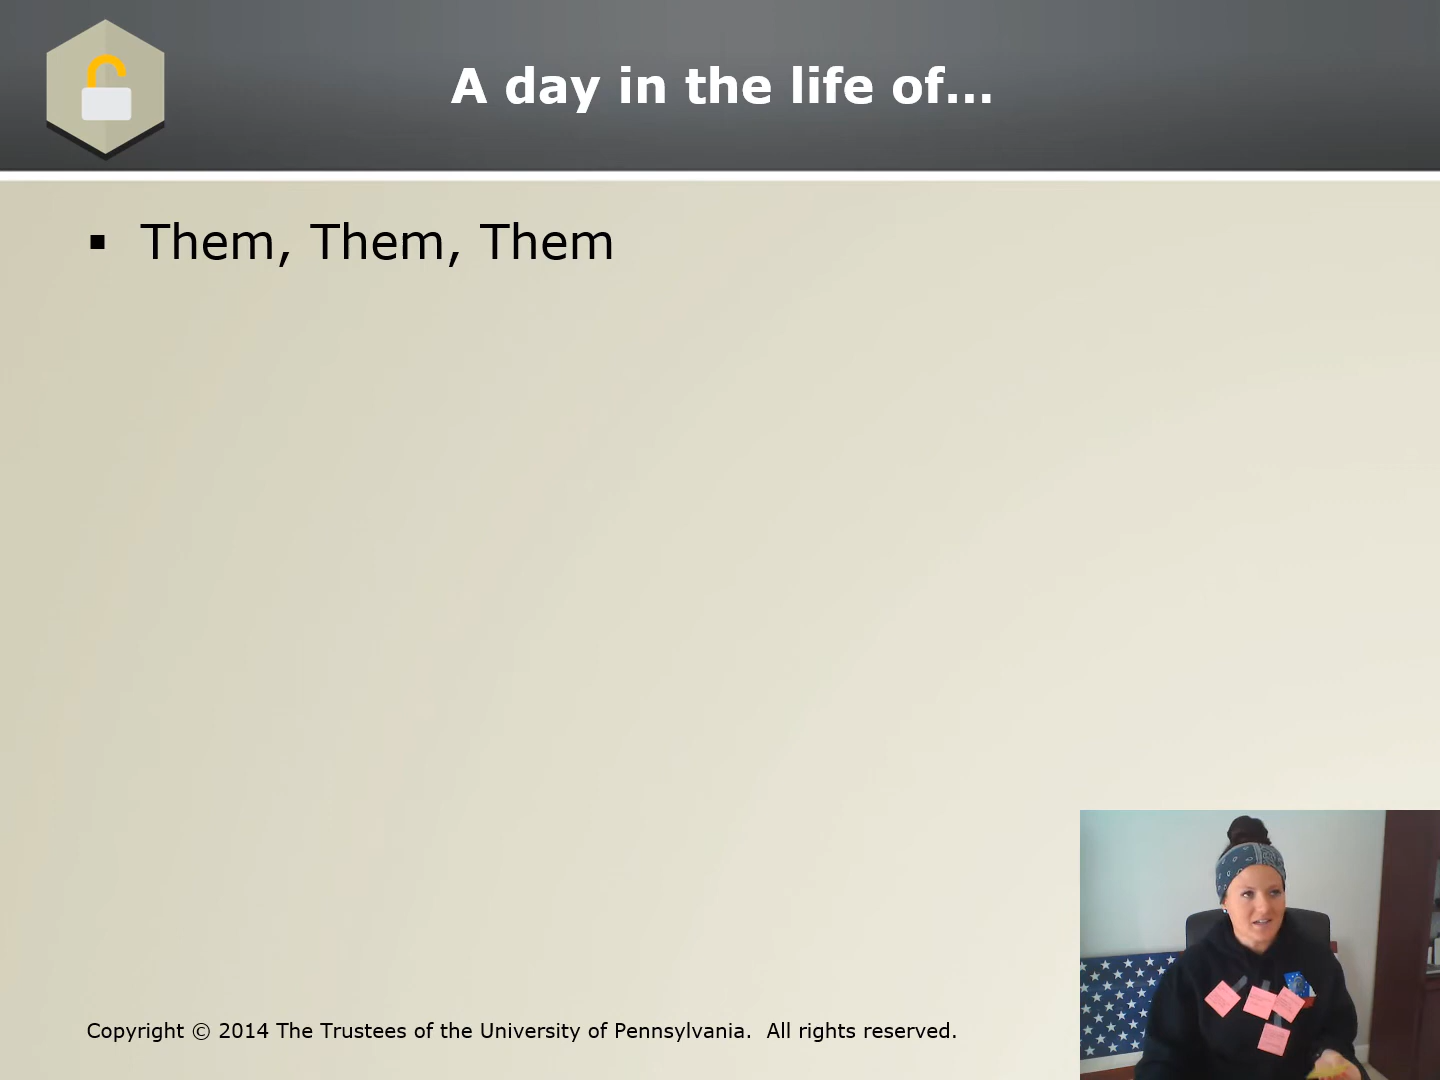 A day in the life of…
▪ Them, Them, Them
Copyright © 2014 The Trustees of the University of Pennsylvania. All rights reserved.